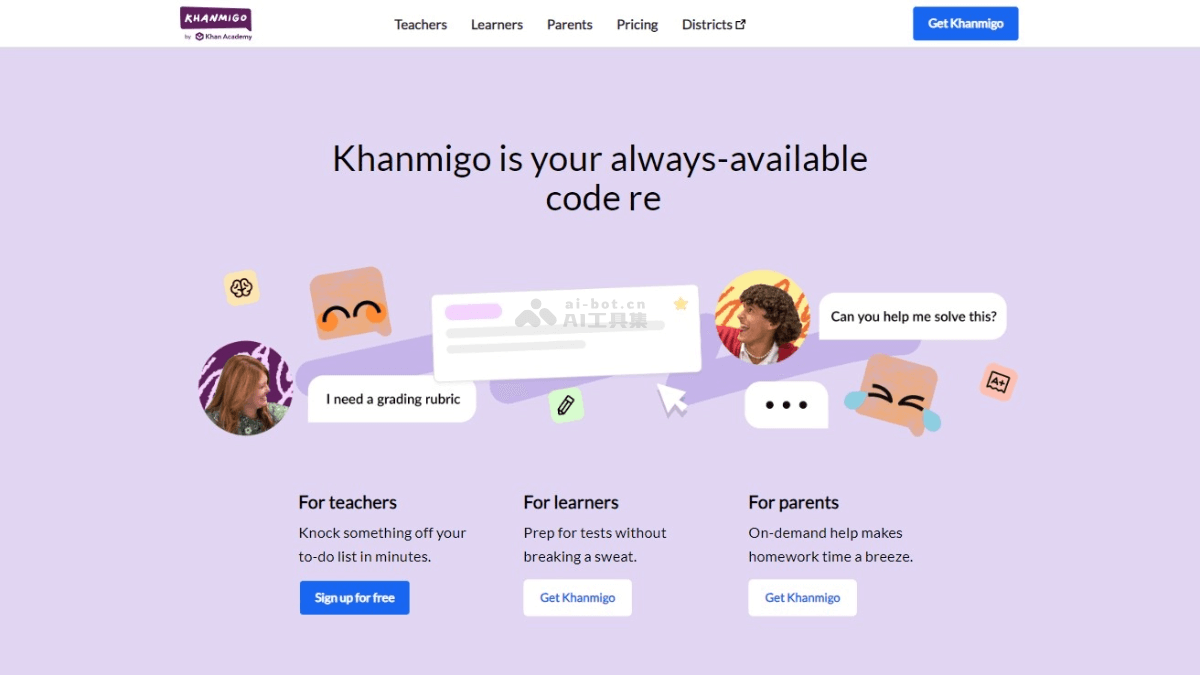 KHANMIGO
by Khan Academy
Teachers Learners Parents Pricing Districts
Get Khanmigo
Khanmigo is your always-available
code re
ai-bot.cn
AI工具集
Can you help me solve this?
A+
I need a grading rubric
For teachers
Knock something off your
to-do list in minutes.
Sign up for free
For learners
Prep for tests without
breaking a sweat.
Get Khanmigo
For parents
On-demand help makes
homework time a breeze.
Get Khanmigo